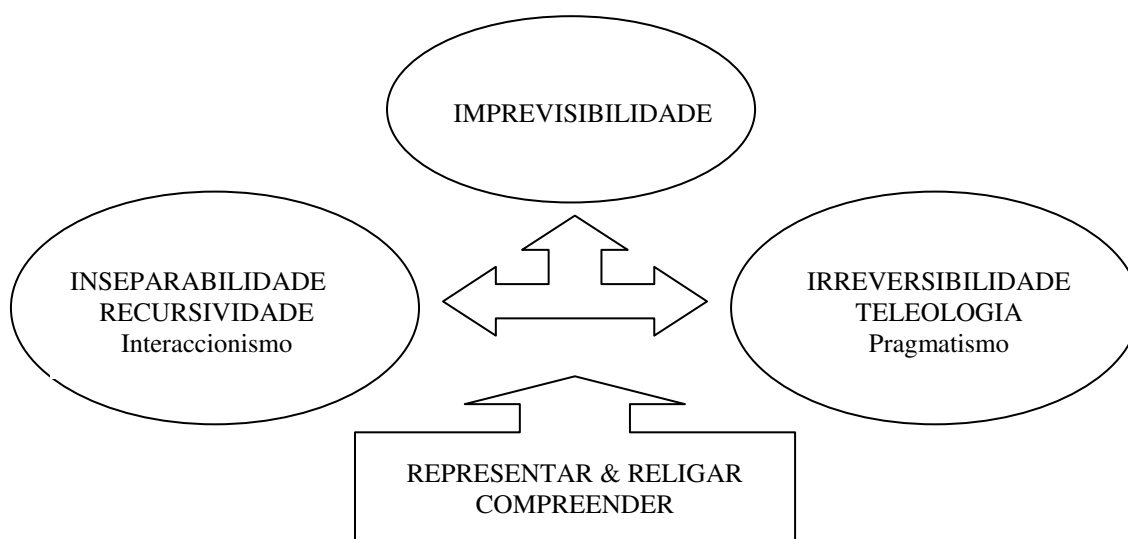 IMPREVISIBILIDADE
INSEPARABILIDADE
RECURSIVIDADE
Interaccionismo
IRREVERSIBILIDADE
TELEOLOGIA
Pragmatismo
REPRESENTAR & RELIGAR
COMPREENDER